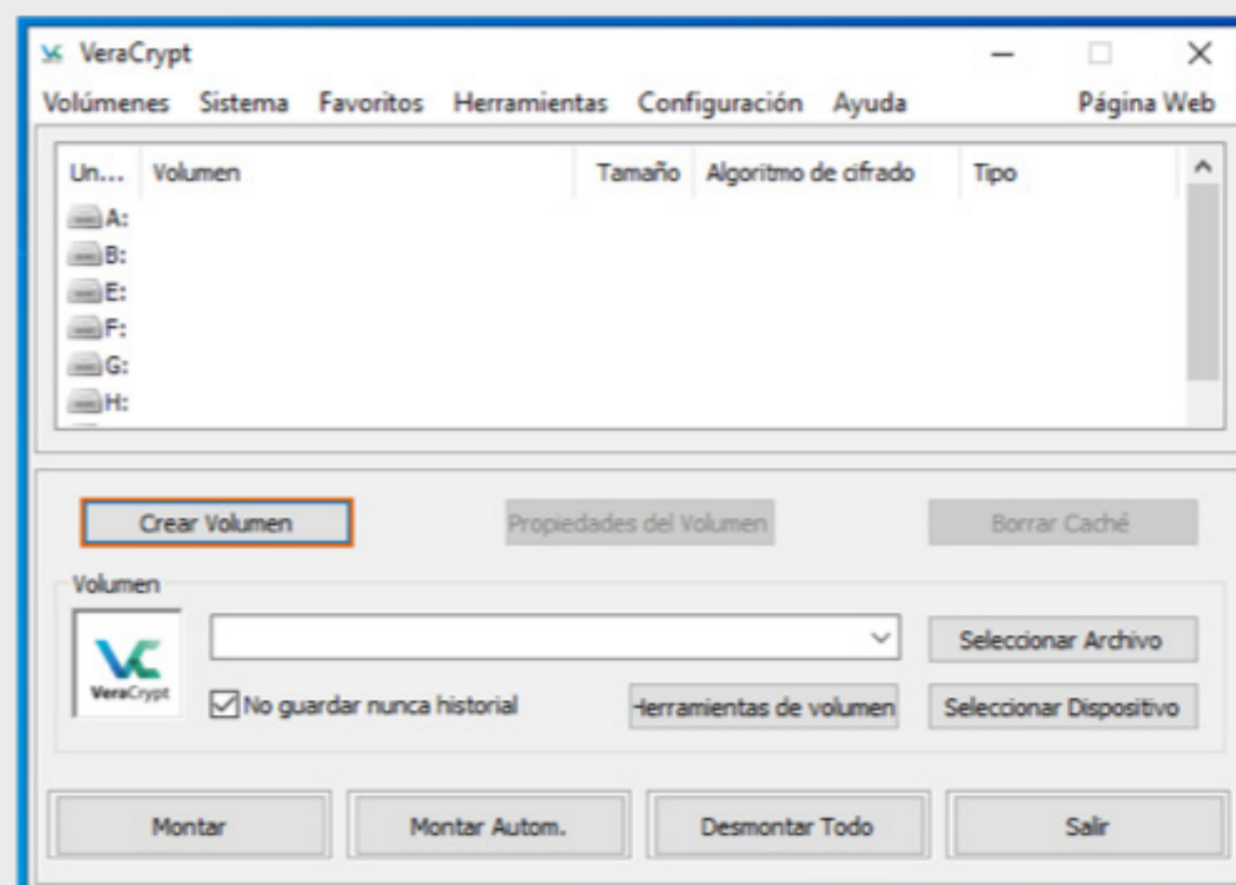 VeraCrypt
Volúmenes Sistema Favoritos Herramientas Configuración Ayuda Página Web
Un... Volumen Tamaño Algoritmo de cifrado Tipo
A:
B:
E:
F:
G:
H:
Crear Volumen Propiedades del Volumen Borrar Caché
Volumen
Seleccionar Archivo
VeraCrypt
No guardar nunca historial Herramientas de volumen Seleccionar Dispositivo
Montar Montar Autom. Desmontar Todo Salir